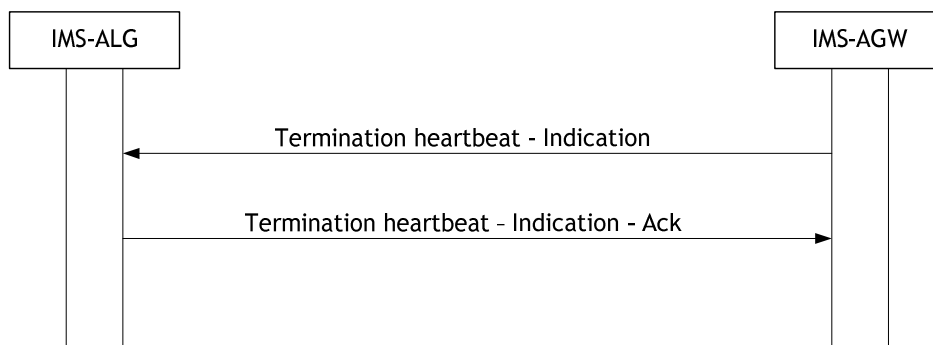 IMS-ALG
IMS-AGW
Termination heartbeat - Indication
Termination heartbeat – Indication - Ack